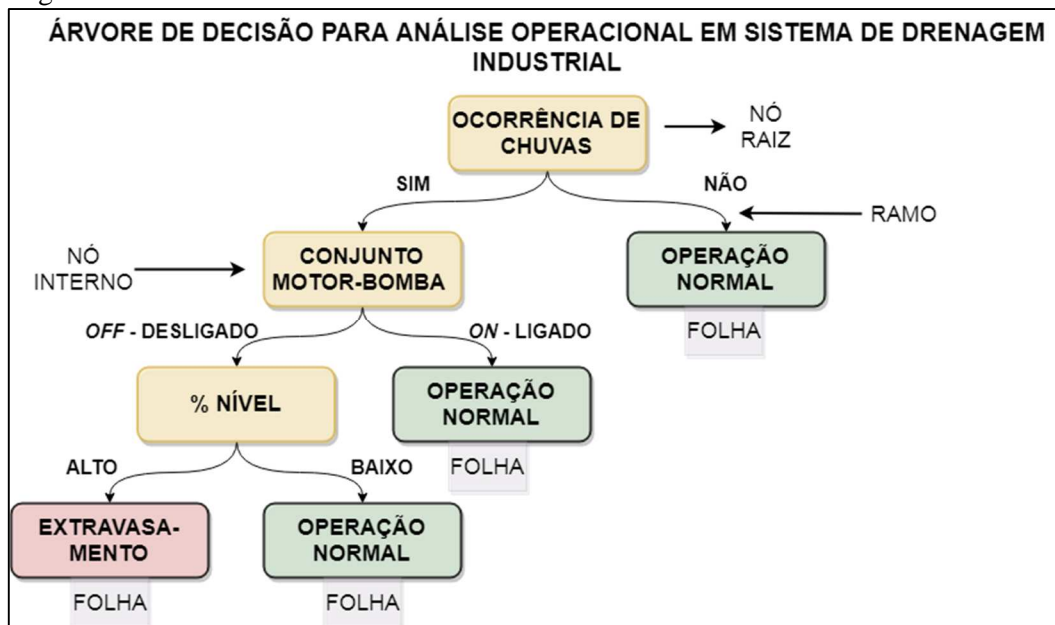 ÁRVORE DE DECISÃO PARA ANÁLISE OPERACIONAL EM SISTEMA DE DRENAGEM
INDUSTRIAL
OCORRÊNCIA DE
CHUVAS
NÓ
RAIZ
SIM
NÃO
RAMO
NÓ
INTERNO
CONJUNTO
MOTOR-BOMBA
OPERAÇÃO
NORMAL
FOLHA
OFF - DESLIGADO
ON - LIGADO
% NÍVEL
OPERAÇÃO
NORMAL
FOLHA
ALTO
BAIXO
EXTRAVASA-
MENTO
OPERAÇÃO
NORMAL
FOLHA
FOLHA